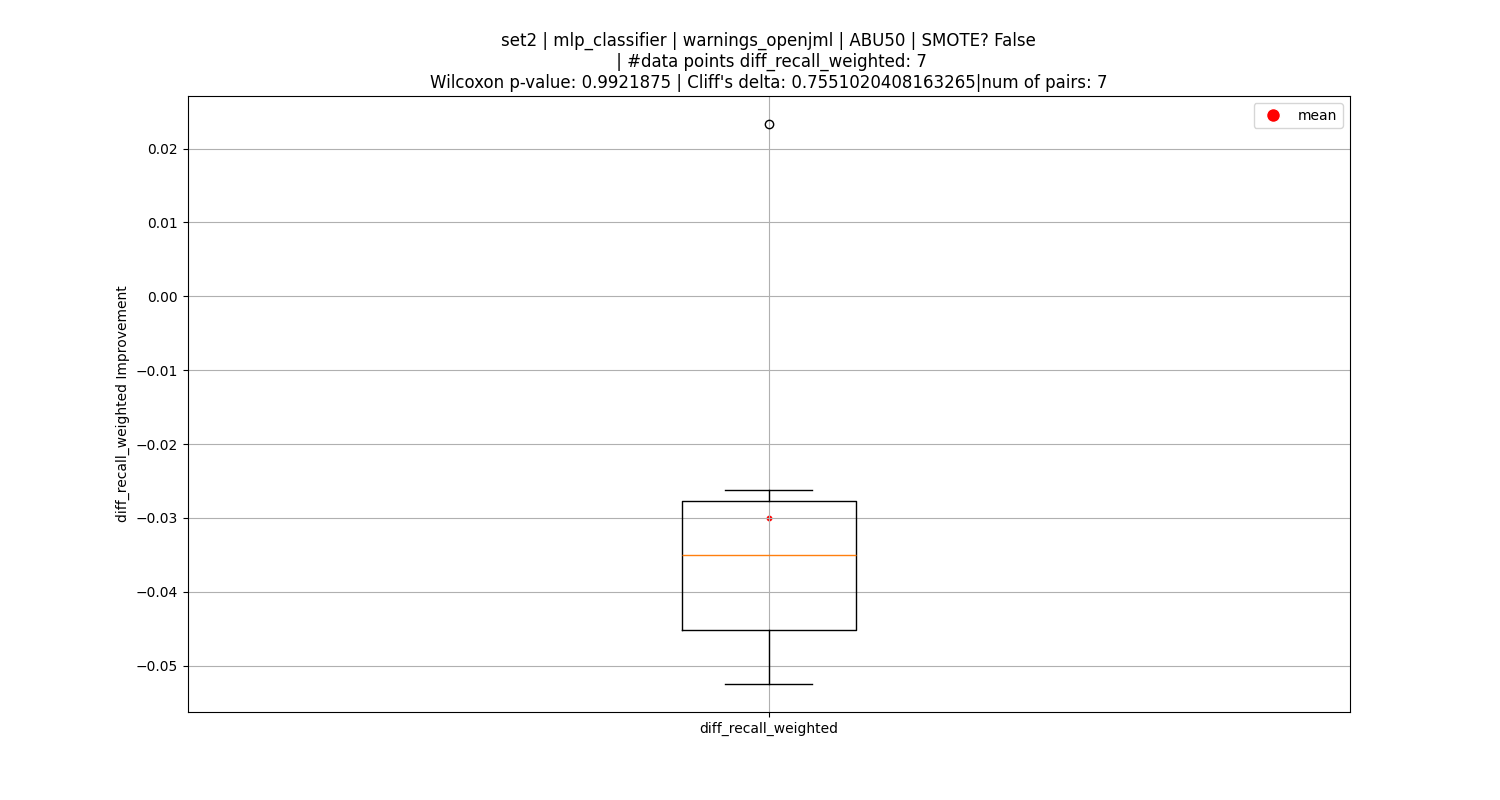 set2 | mlp_classifier | warnings_openjml | ABU50 | SMOTE? False
| #data points diff_recall_weighted: 7
Wilcoxon p-value: 0.9921875 | Cliff's delta: 0.7551020408163265|num of pairs: 7
mean
0.02
0.01
0.00
−0.01
−0.02
−0.03
−0.04
−0.05
diff_recall_weighted Improvement
diff_recall_weighted